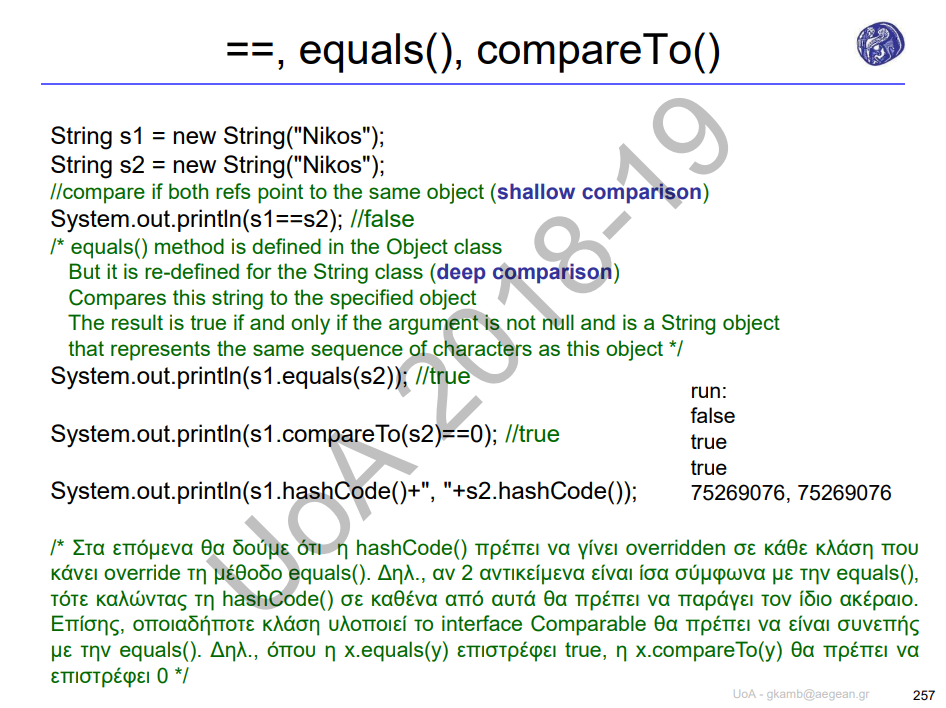 ==, equals(), compareTo()
String s1 = new String("Nikos");
String s2 = new String("Nikos");
//compare if both refs point to the same object (shallow comparison)
System.out.println(s1==s2); //false
/* equals() method is defined in the Object class
But it is re-defined for the String class (deep comparison)
Compares this string to the specified object
The result is true if and only if the argument is not null and is a String object
that represents the same sequence of characters as this object */
System.out.println(s1.equals(s2)); //true
System.out.println(s1.compareTo(s2)==0); //true
System.out.println(s1.hashCode()+", "+s2.hashCode());
run:
false
true
true
75269076, 75269076
/* Στα επόμενα θα δούμε ότι η hashCode() πρέπει να γίνει overridden σε κάθε κλάση που
κάνει override τη μέθοδο equals(). Δηλ., αν 2 αντικείμενα είναι ίσα σύμφωνα με την equals(),
τότε καλώντας τη hashCode() σε καθένα από αυτά θα πρέπει να παράγει τον ίδιο ακέραιο.
Επίσης, οποιαδήποτε κλάση υλοποιεί το interface Comparable θα πρέπει να είναι συνεπής
με την equals(). Δηλ., όπου η x.equals(y) επιστρέφει true, η x.compareTo(y) θα πρέπει να
επιστρέφει 0 */
UoA 2018-19
UoA - gkamb@aegean.gr
257